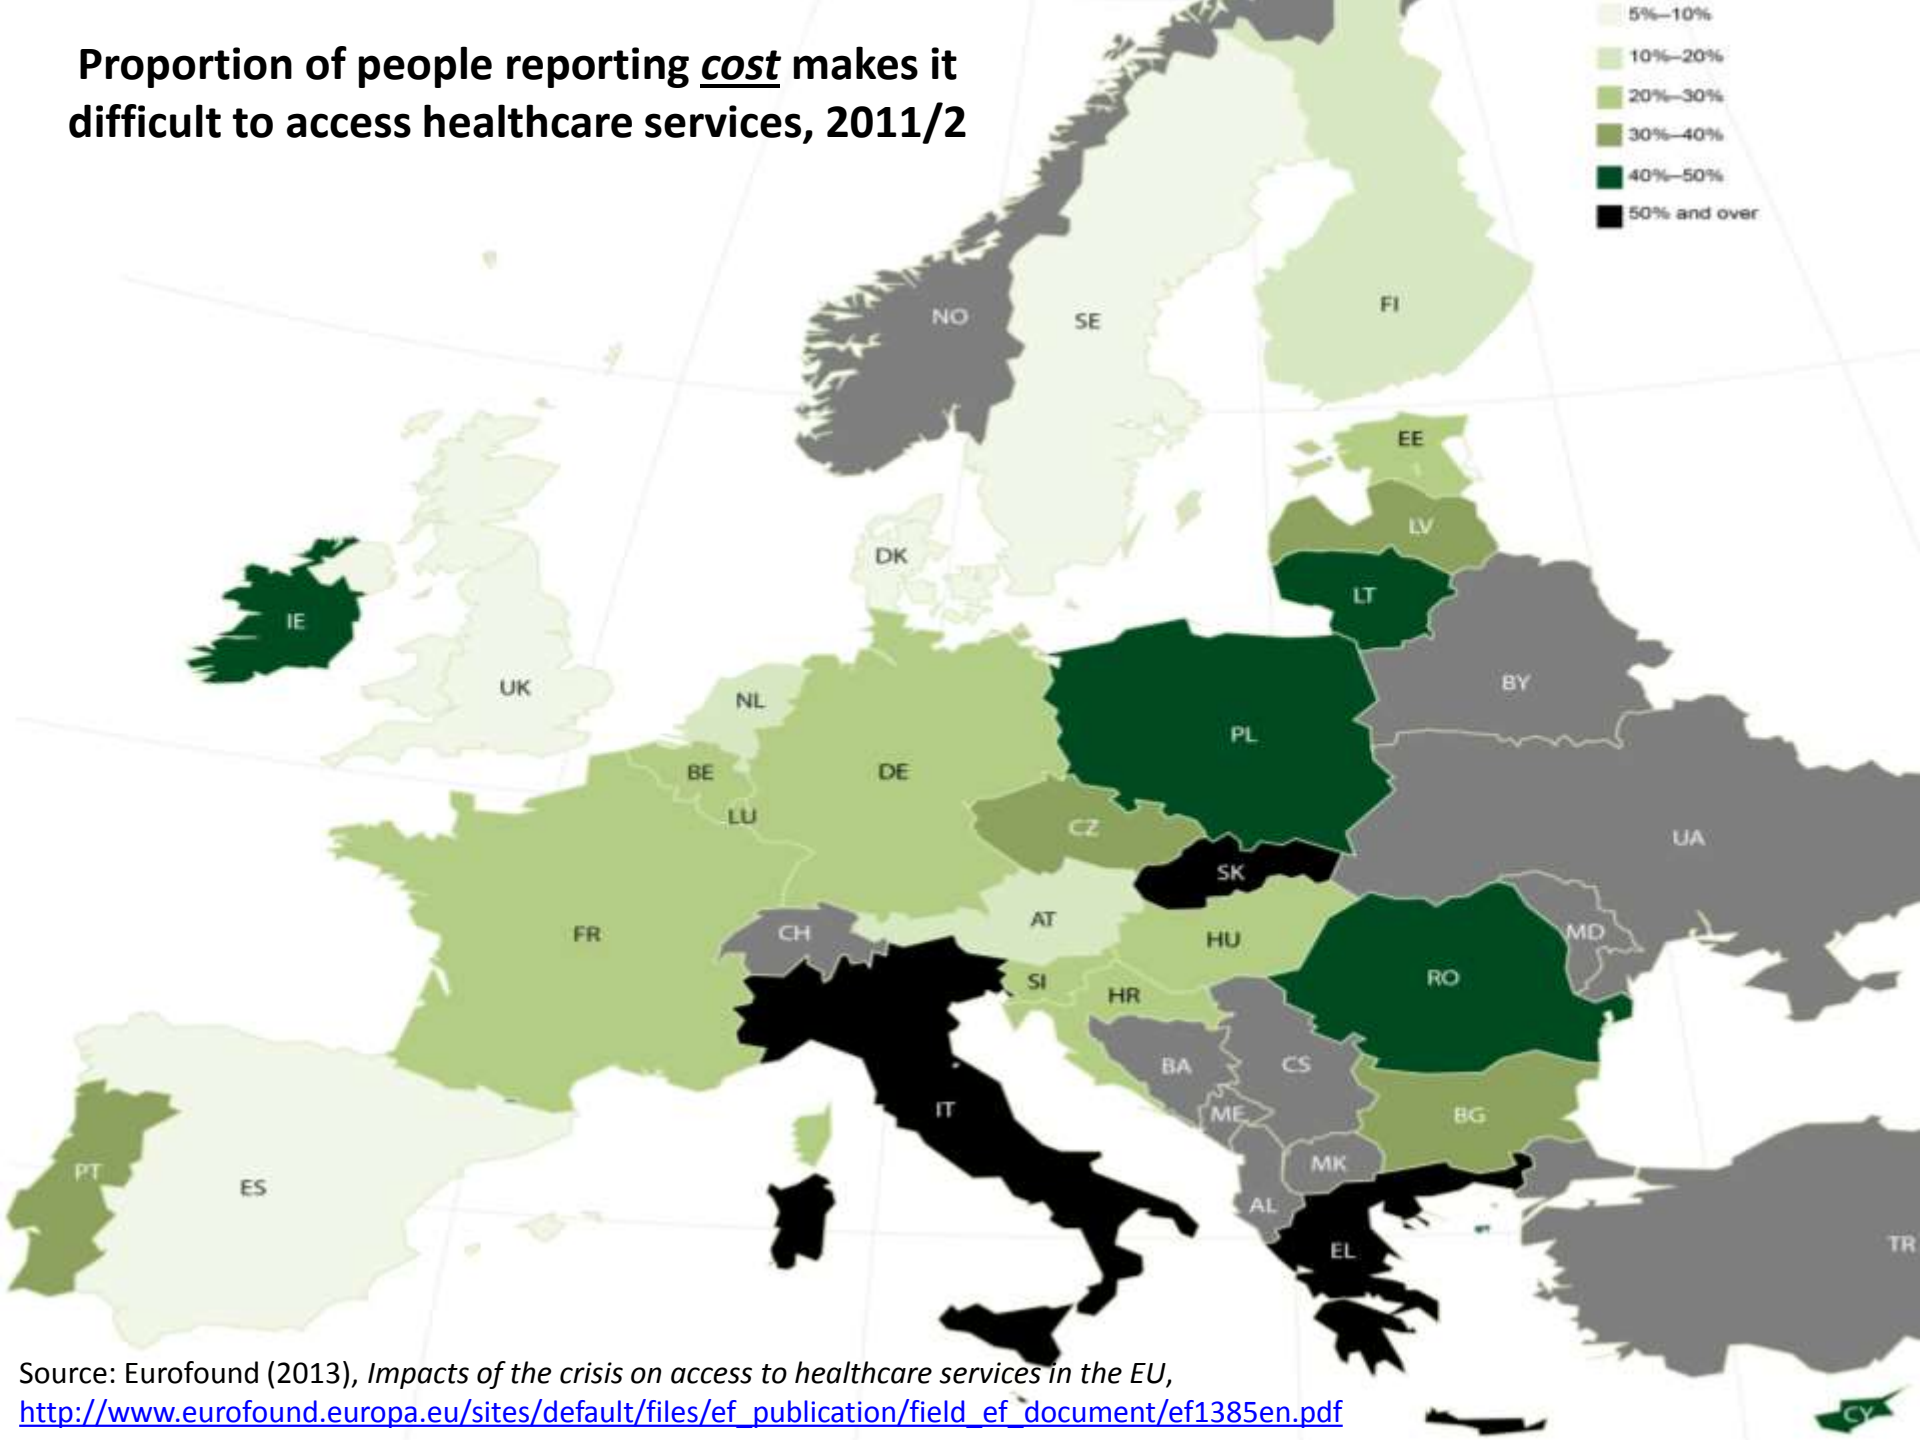 Proportion of people reporting cost makes it
difficult to access healthcare services, 2011/2
5%–10%
10%–20%
20%–30%
30%–40%
40%–50%
50% and over
NO
SE
FI
EE
LV
LT
DK
IE
UK
NL
BY
PL
BE
DE
LU
CZ
UA
SK
AT
FR
CH
HU
MD
SI
HR
RO
BA
CS
IT
ME
BG
PT
ES
MK
AL
EL
TR
Source: Eurofound (2013), Impacts of the crisis on access to healthcare services in the EU,
http://www.eurofound.europa.eu/sites/default/files/ef_publication/field_ef_document/ef1385en.pdf
CY